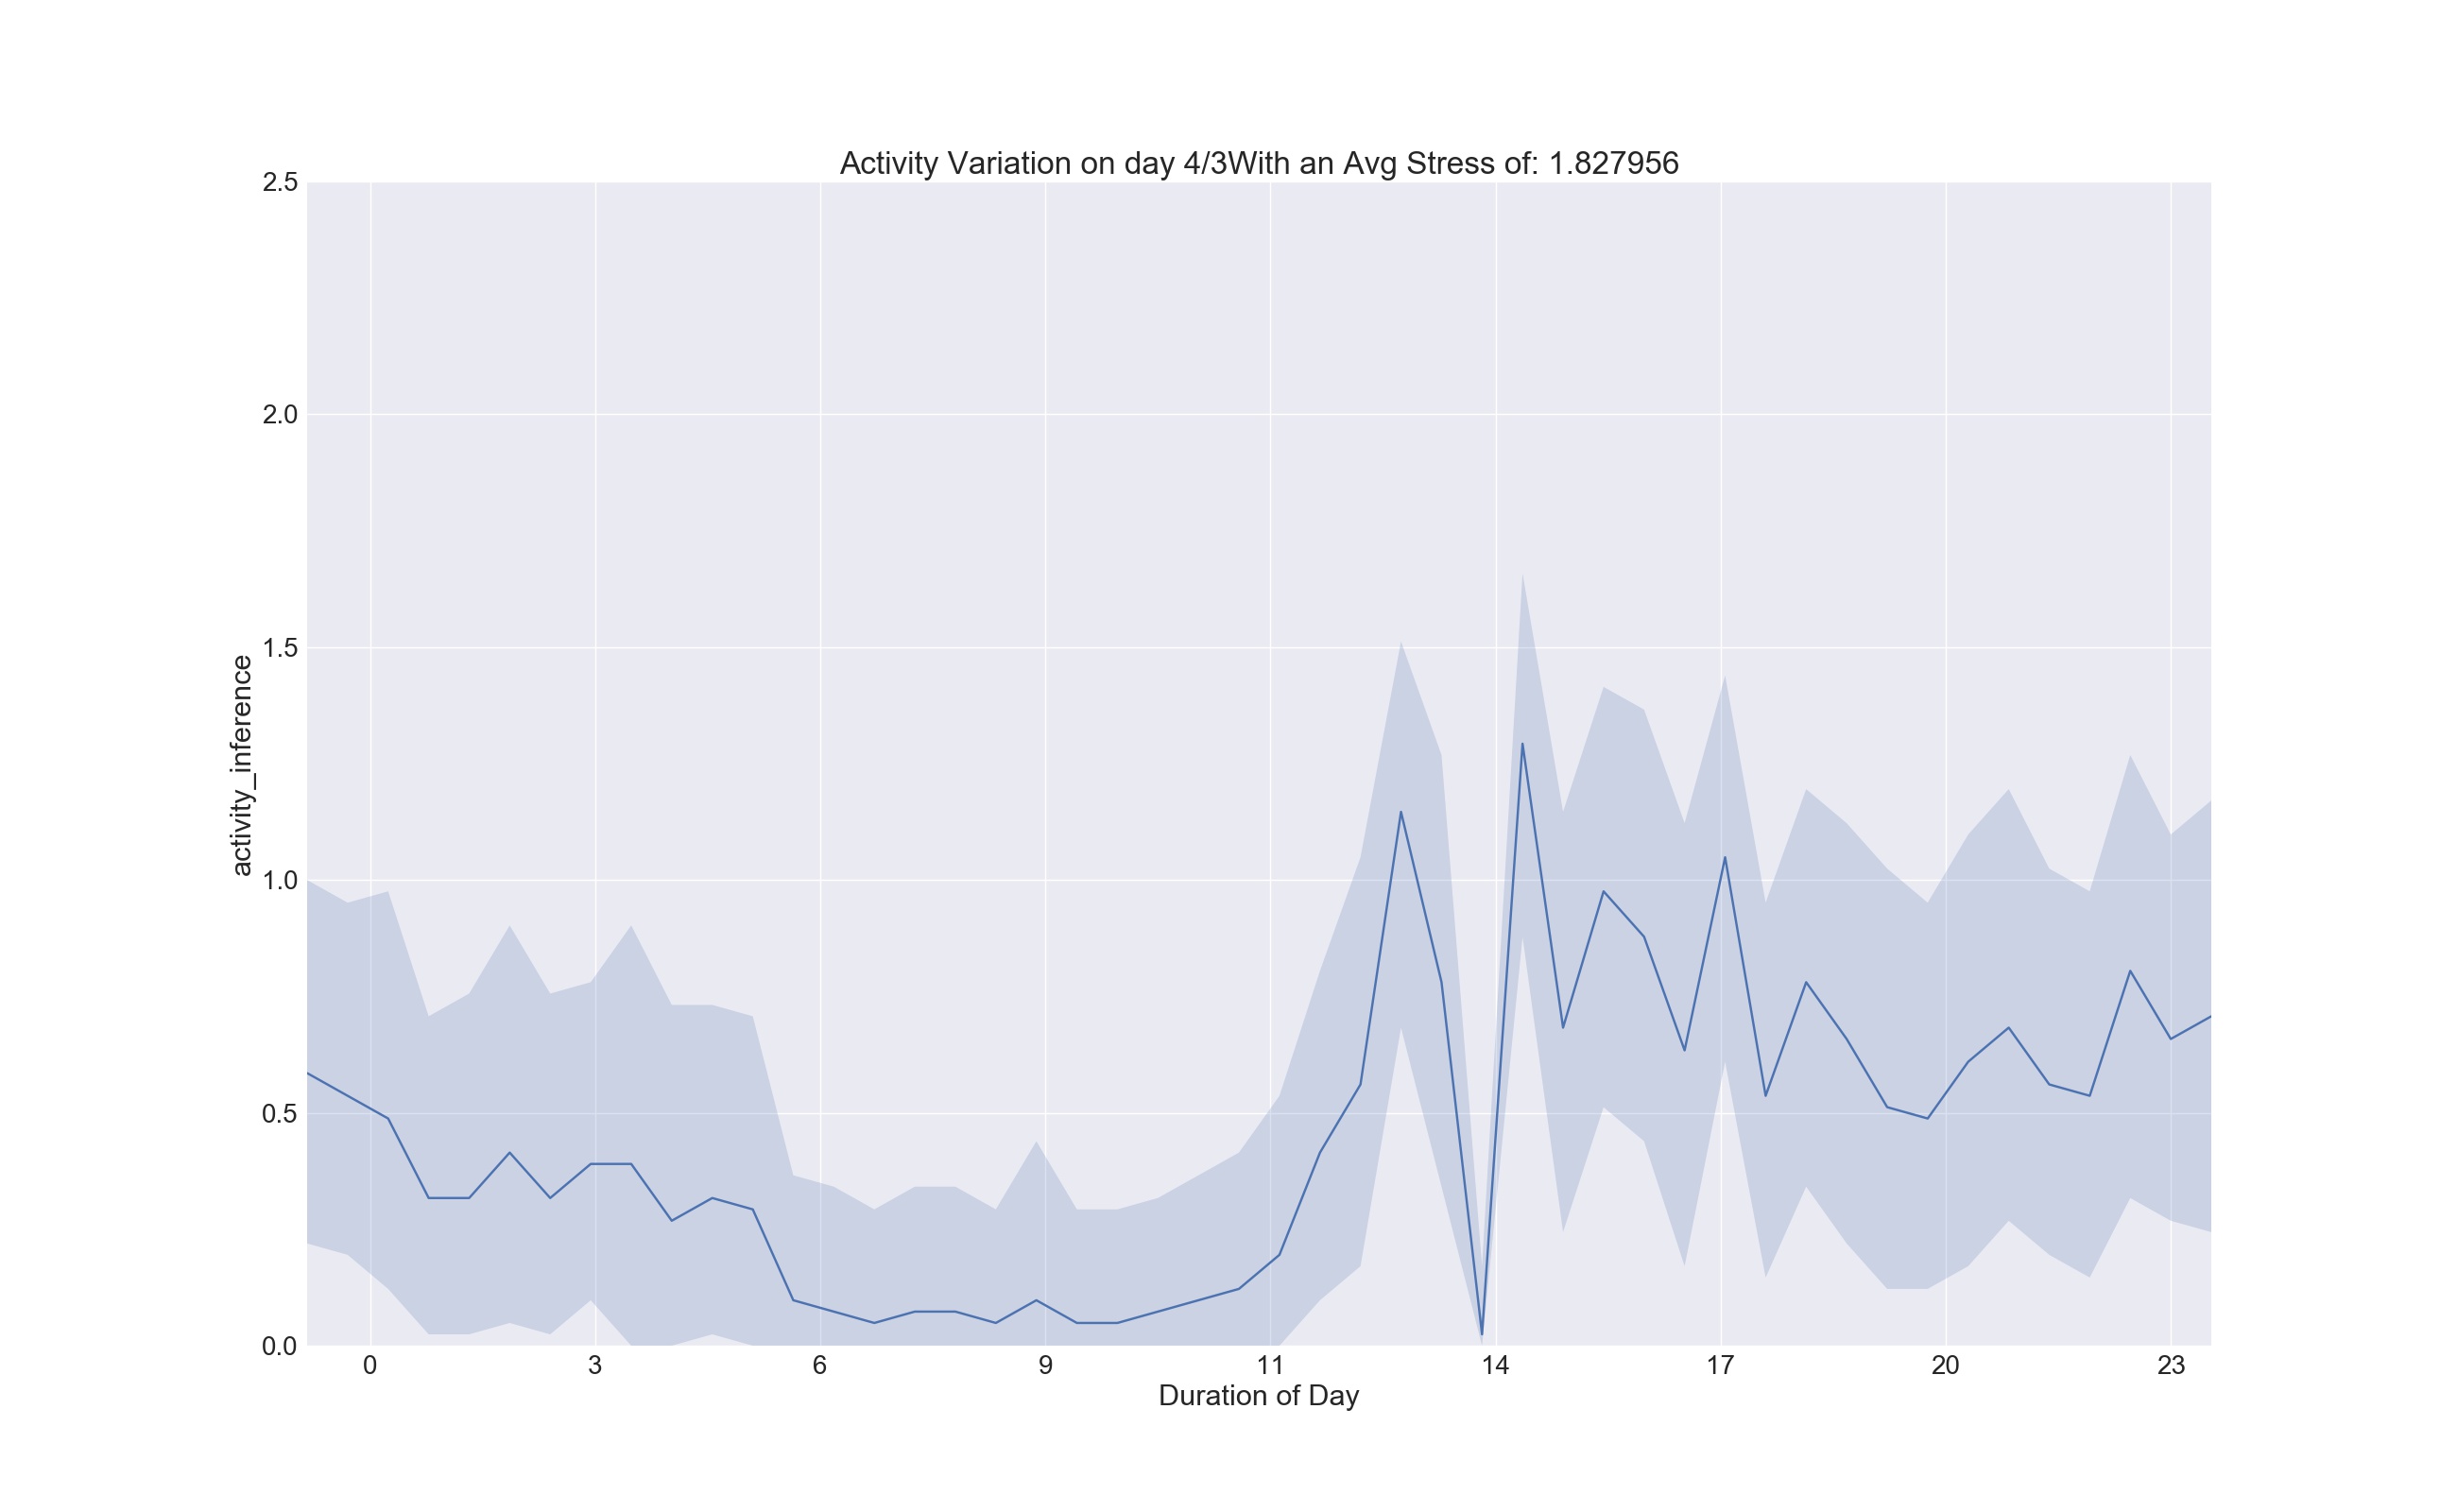 Activity Variation on day 4/3With an Avg Stress of: 1.827956
2.5
2.0
1.5
1.0
0.5
0.0
activity_inference
0 3 6 9 11 14 17 20 23
Duration of Day